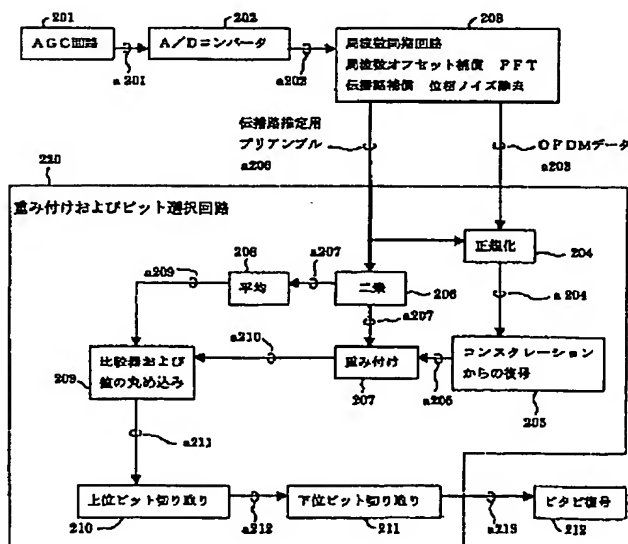 201
AGC回路
202
A/Dコンバータ
203
周波数同期回路
周波数オフセット補償 FFT
伝播路補償 位相ノイズ除去
a201
a202
伝播路推定用
プリアンブル
a206
OFDMデータ
a203
220
重み付けおよびビット選択回路
正規化
204
208
平均
a209
a207
二乗
206
a204
a207
a210
比較器および
値の丸め込み
209
重み付け
207
a205
コンスタレーション
からの復号
205
a211
上位ビット切り取り
210
a212
下位ビット切り取り
211
a213
ビタビ復号
212